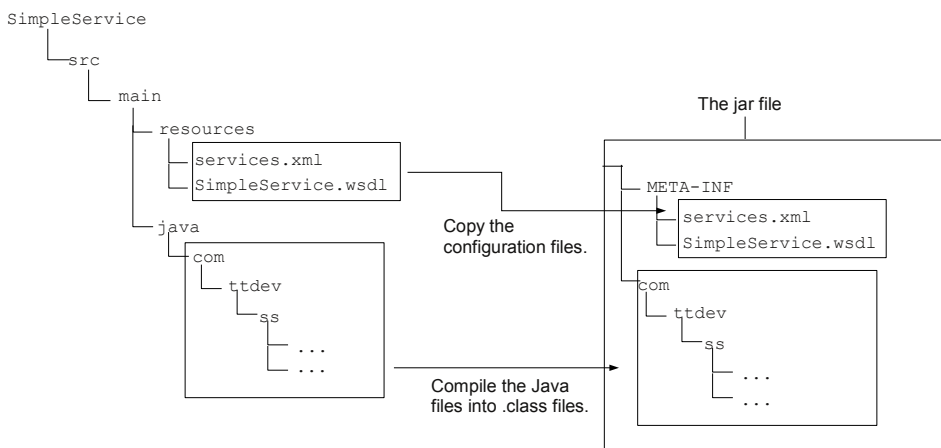 SimpleService
src
main
resources
services.xml
SimpleService.wsdl
java
com
ttdev
ss
...
...
Copy the
configuration files.
Compile the Java
files into .class files.
The jar file
META-INF
services.xml
SimpleService.wsdl
com
ttdev
ss
...
...